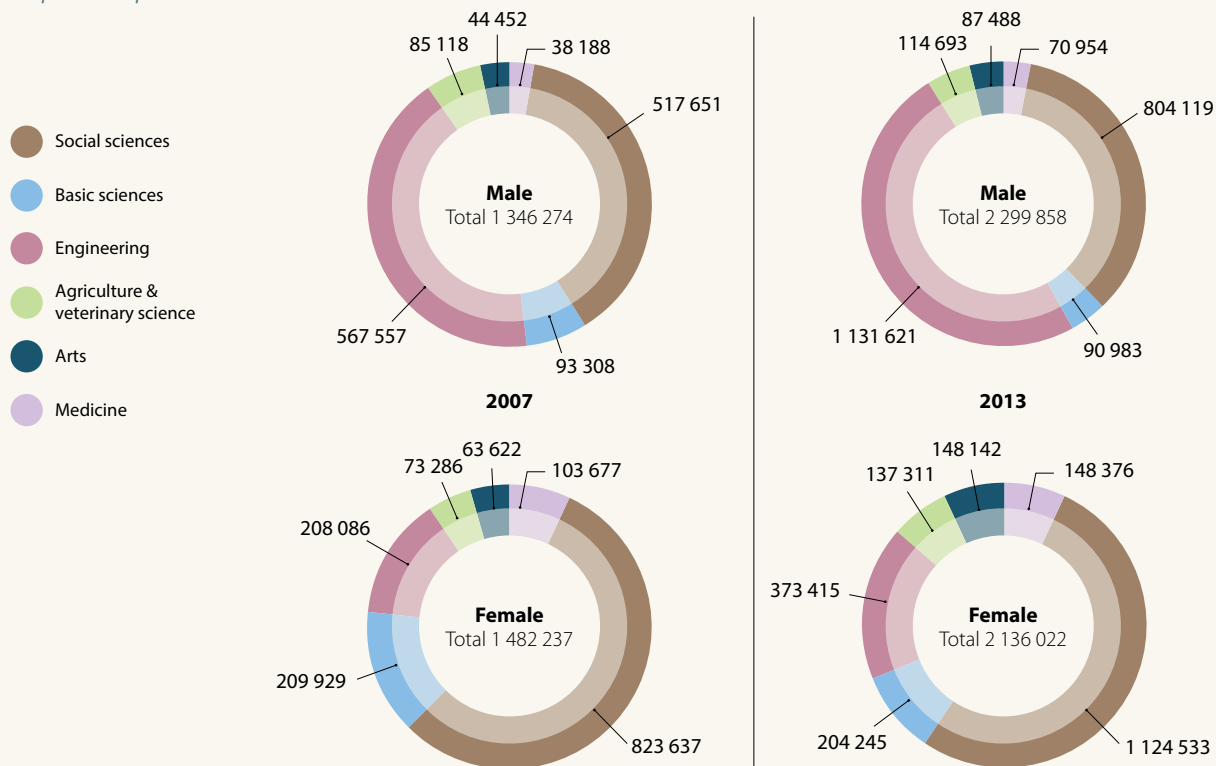 Social sciences
Basic sciences
Engineering
Agriculture &
veterinary science
Arts
Medicine
44 452
85 118
38 188
517 651
Male
Total 1 346 274
567 557
93 308
87 488
114 693
70 954
804 119
Male
Total 2 299 858
1 131 621
90 983
2007
2013
63 622
73 286
103 677
208 086
Female
Total 1 482 237
209 929
823 637
148 142
137 311
148 376
373 415
Female
Total 2 136 022
204 245
1 124 533